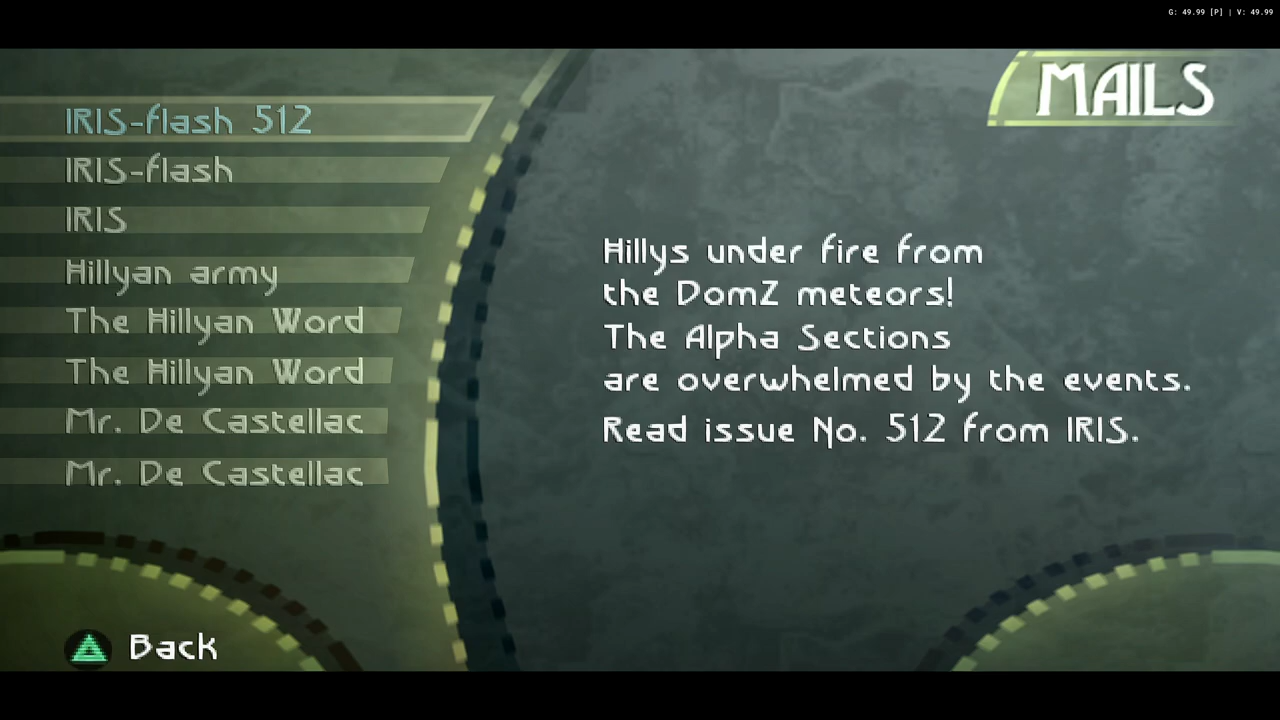 G: 49.99 [P] | V: 49.99
MAILS
IRIS-flash 512
IRIS-flash
IRIS
Hillyan army
The Hillyan Word
The Hillyan Word
Mr. De Castellac
Mr. De Castellac
Hillys under fire from
the DomZ meteors!
The Alpha Sections
are overwhelmed by the events.
Read issue No. 512 from IRIS.
Back